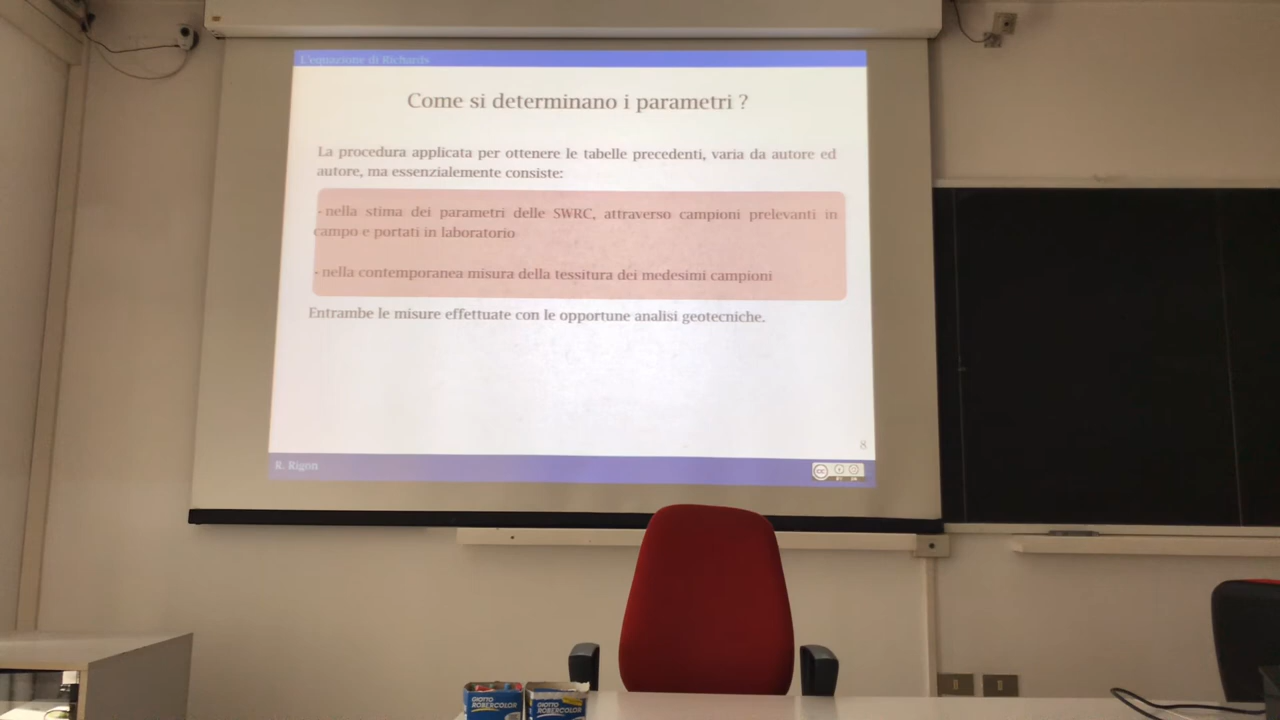 L'equazione di Richards
Come si determinano i parametri ?
La procedura applicata per ottenere le tabelle precedenti, varia da autore ed
autore, ma essenzialemente consiste:
- nella stima dei parametri delle SWRC, attraverso campioni prelevanti in
campo e portati in laboratorio
- nella contemporanea misura della tessitura dei medesimi campioni
Entrambe le misure effettuate con le opportune analisi geotecniche.
8
R. Rigon
cc
GIOTTO
ROBERCOLOR
GIOTTO
ROBERCOLOR